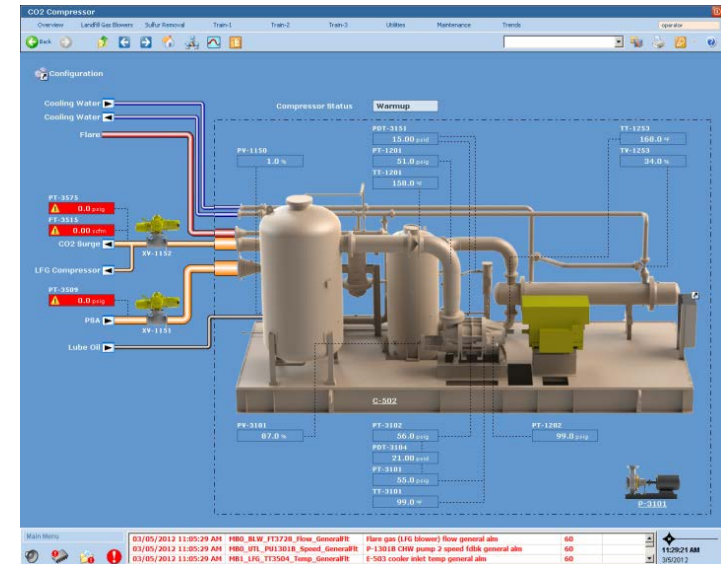 CO2 Compressor
Overview Landfill Gas Blowers Sulfur Removal Train-1 Train-2 Train-3 Utilities Maintenance Trends operator
Back
Configuration
Cooling Water
Cooling Water
Flare
Compressor Status Warmup
PDT-3151
15.00 psid
PT-1201
51.0 psig
TT-1201
158.0 °F
TT-1253
160.0 °F
TV-1253
34.0 %
PV-1150
1.0 %
PT-3575
0.0 psig
FT-3515
0.00 scfm
CO2 Surge
XV-1152
LFG Compressor
PT-3509
0.0 psig
PSA
XV-1151
Lube Oil
C-502
PV-3101
87.0 %
PT-3102
56.0 psig
PDT-3104
21.00 psid
PT-3101
55.0 psig
TT-3101
99.0 °F
PT-1202
99.0 psig
P-3101
Main Menu
03/05/2012 11:05:29 AM MB0_BLW_FT3728_Flow_GeneralFlt Flare gas (LFG blower) flow general alm 60
03/05/2012 11:05:29 AM MB0_UTL_PU1301B_Speed_GeneralFlt P-1301B CHW pump 2 speed fdbk general alm 60
03/05/2012 11:05:29 AM MB1_LFG_TT3504_Temp_GeneralFlt E-503 cooler inlet temp general alm 60
11:29:21 AM
3/5/2012